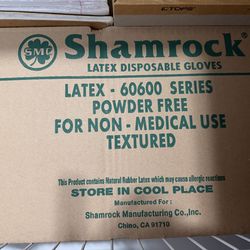 ETOPS
SMC
Shamrock®
LATEX DISPOSABLE GLOVES
LATEX - 60600 SERIES
POWDER FREE
FOR NON - MEDICAL USE
TEXTURED
This Product contains Natural Rubber Latex which may cause allergic reactions
STORE IN COOL PLACE
Manufactured For :
Shamrock Manufacturing Co.,Inc.
Chino, CA 91710